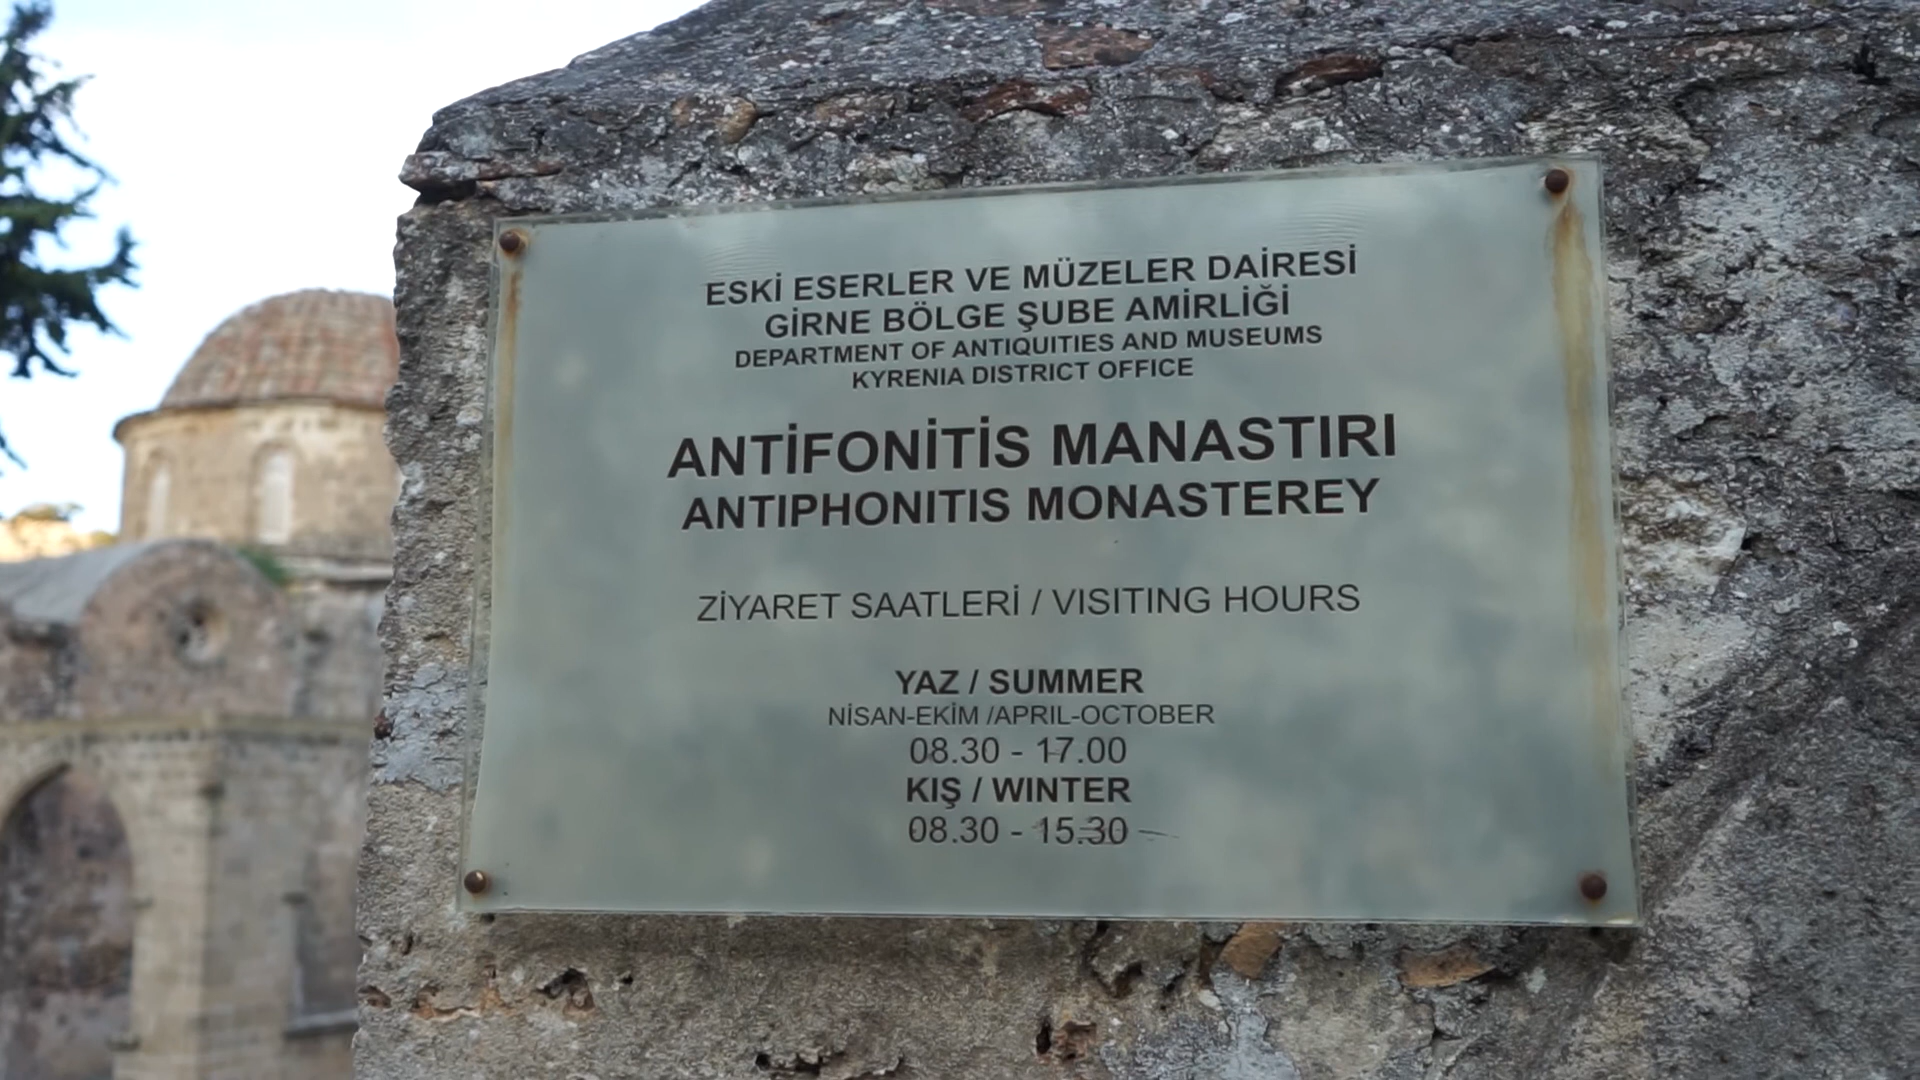 ESKİ ESERLER VE MÜZELER DAİRESİ
GİRNE BÖLGE ŞUBE AMİRLİĞİ
DEPARTMENT OF ANTIQUITIES AND MUSEUMS
KYRENIA DISTRICT OFFICE
ANTİFONİTİS MANASTIRI
ANTIPHONITIS MONASTEREY
ZİYARET SAATLERİ / VISITING HOURS
YAZ / SUMMER
NİSAN-EKİM /APRIL-OCTOBER
08.30 - 17.00
KIŞ / WINTER
08.30 - 15.30